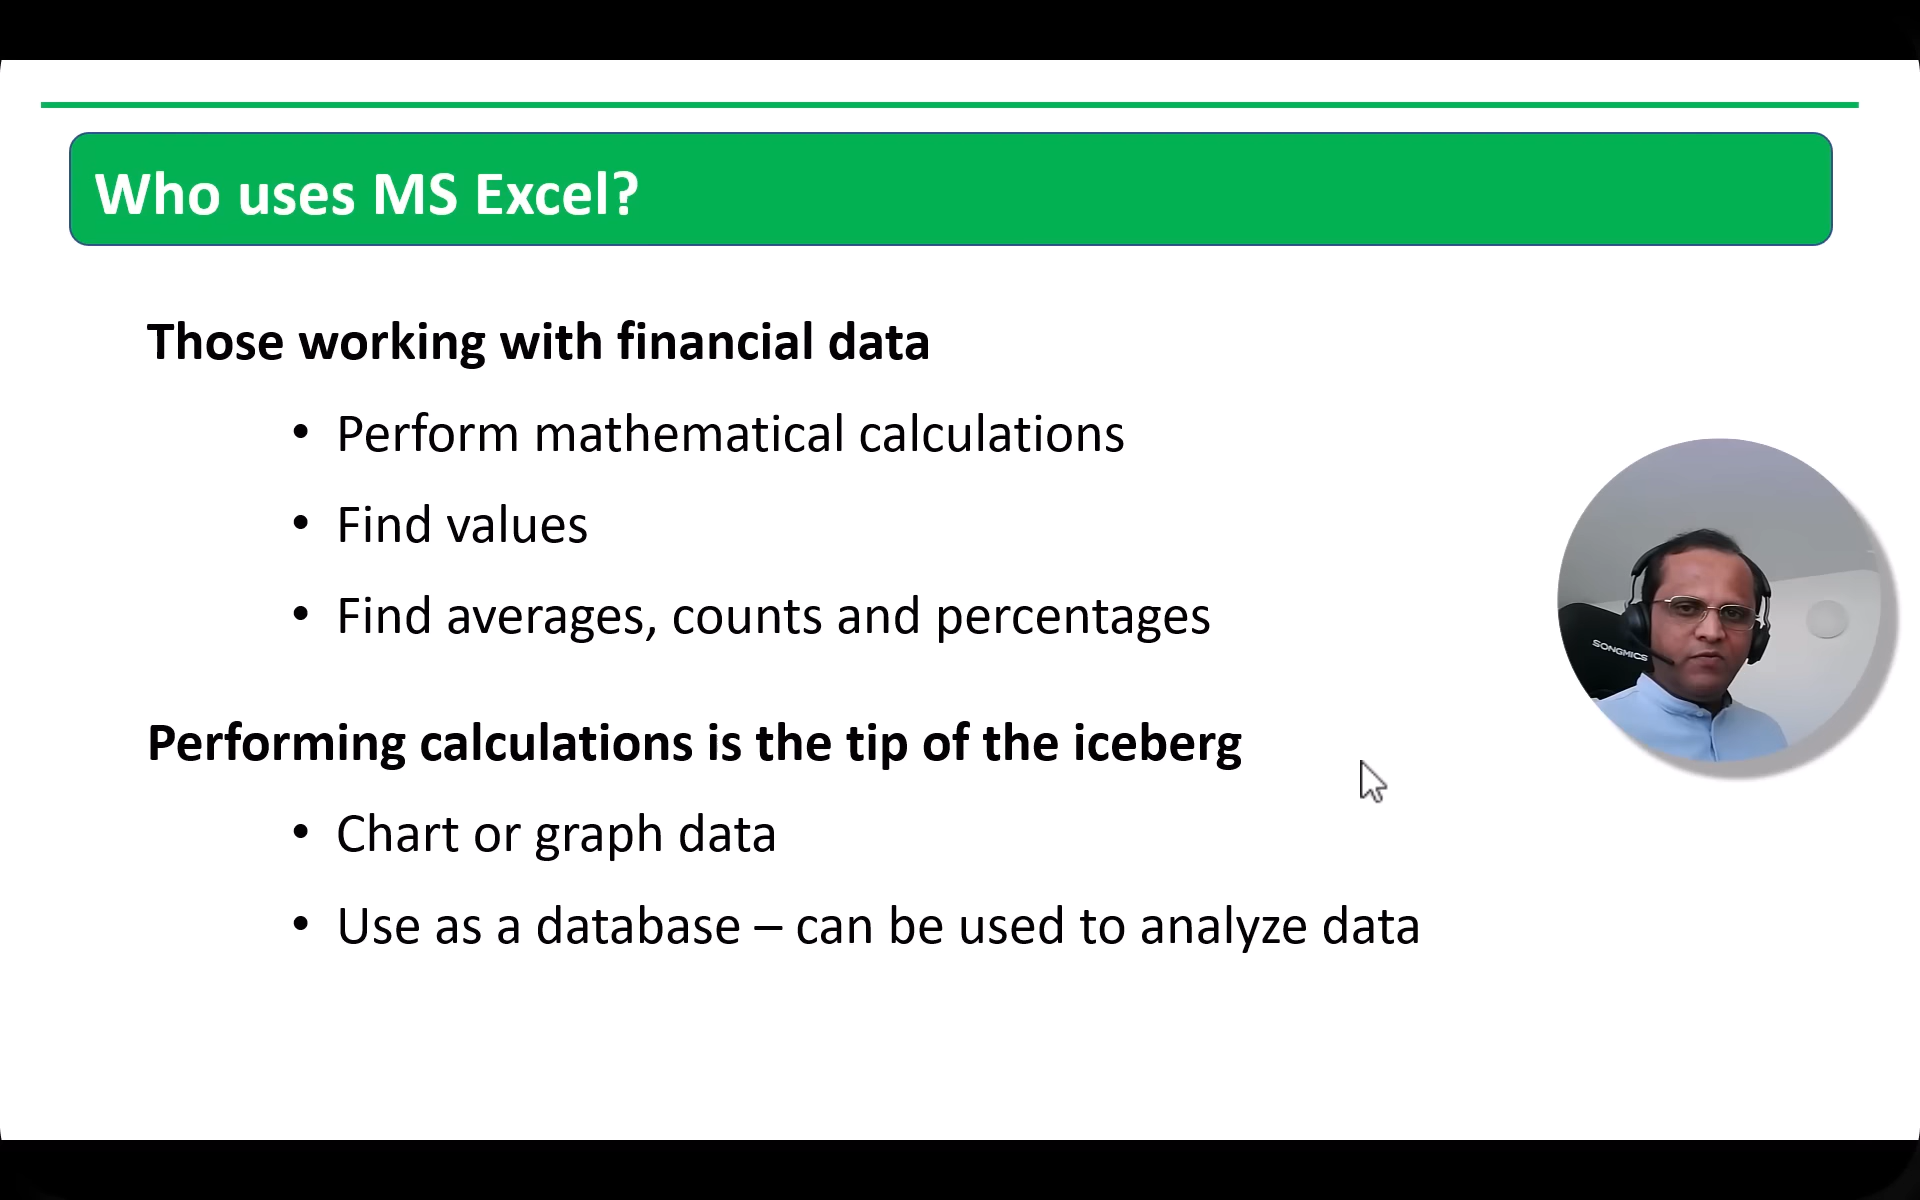 Who uses MS Excel?
Those working with financial data
• Perform mathematical calculations
• Find values
• Find averages, counts and percentages
SONGMICS
Performing calculations is the tip of the iceberg
• Chart or graph data
• Use as a database – can be used to analyze data